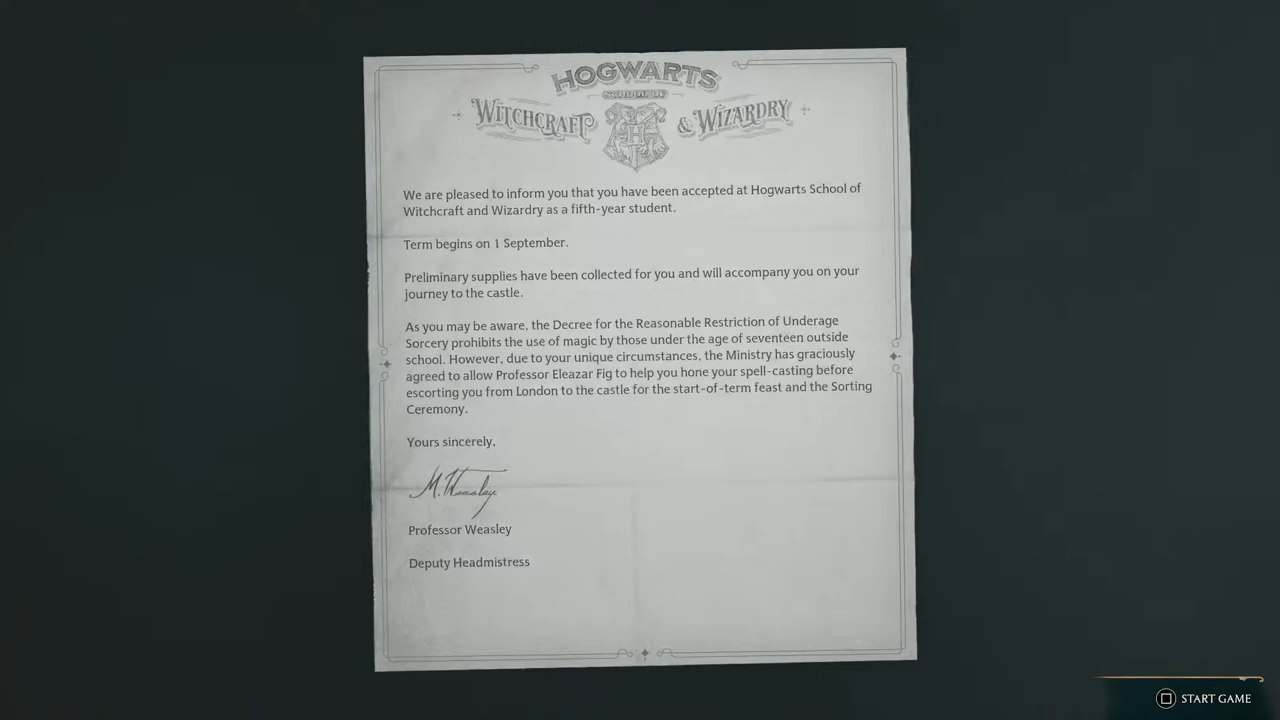 HOGWARTS
SCHOOL OF
WITCHCRAFT & WIZARDRY
H
We are pleased to inform you that you have been accepted at Hogwarts School of
Witchcraft and Wizardry as a fifth-year student.
Term begins on 1 September.
Preliminary supplies have been collected for you and will accompany you on your
journey to the castle.
As you may be aware, the Decree for the Reasonable Restriction of Underage
Sorcery prohibits the use of magic by those under the age of seventeen outside
school. However, due to your unique circumstances, the Ministry has graciously
agreed to allow Professor Eleazar Fig to help you hone your spell-casting before
escorting you from London to the castle for the start-of-term feast and the Sorting
Ceremony.
Yours sincerely,
M. Weasley
Professor Weasley
Deputy Headmistress
START GAME